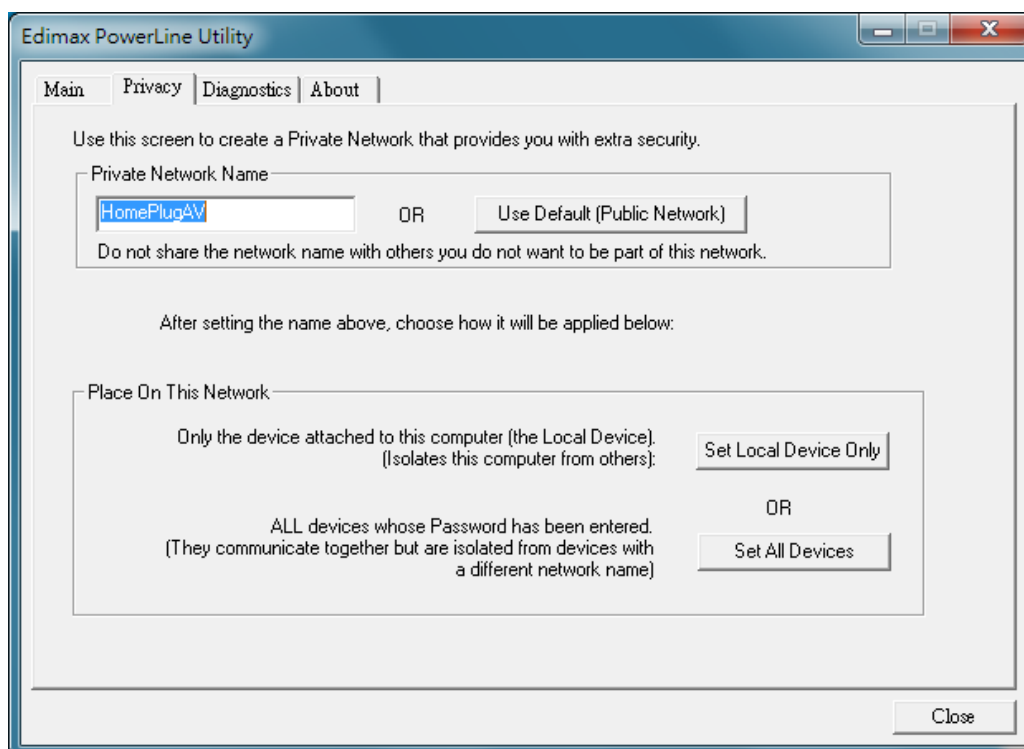 Edimax PowerLine Utility
Main Privacy Diagnostics About
Use this screen to create a Private Network that provides you with extra security.
Private Network Name
HomePlugAV OR Use Default (Public Network)
Do not share the network name with others you do not want to be part of this network.
After setting the name above, choose how it will be applied below:
Place On This Network
Only the device attached to this computer (the Local Device).
(Isolates this computer from others):
Set Local Device Only
OR
ALL devices whose Password has been entered.
(They communicate together but are isolated from devices with
a different network name)
Set All Devices
Close